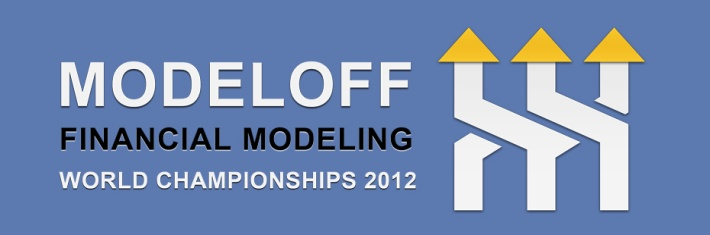 MODELOFF
FINANCIAL MODELING
WORLD CHAMPIONSHIPS 2012